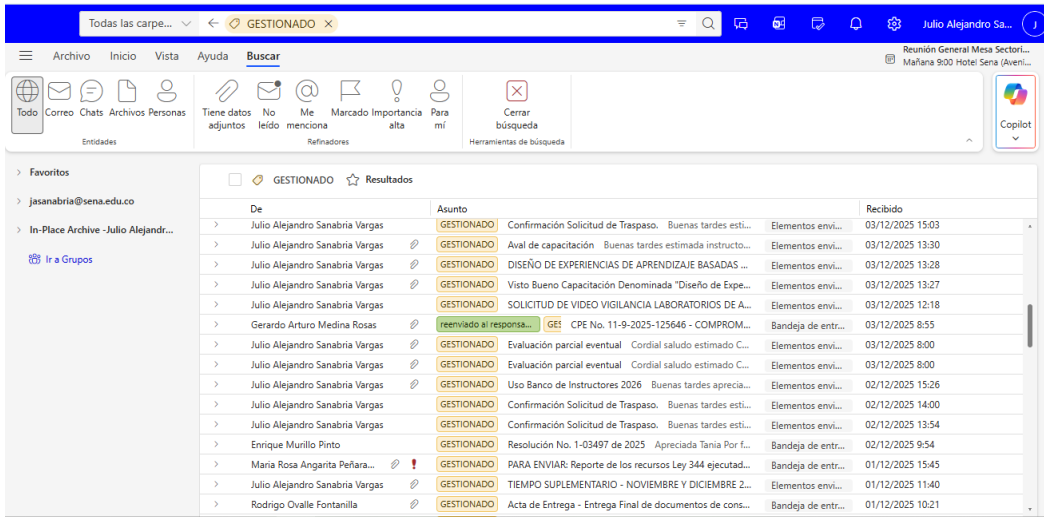 Todas las carpe...
GESTIONADO
Julio Alejandro Sa...
J
Archivo Inicio Vista Ayuda Buscar
Reunión General Mesa Sectori...
Mañana 9:00 Hotel Sena (Aveni...
Todo Correo Chats Archivos Personas
Entidades
Tiene datos adjuntos No leído Me menciona Marcado Importancia alta Para mí
Refinadores
Cerrar búsqueda
Herramientas de búsqueda
Copilot
Favoritos
jasanabria@sena.edu.co
In-Place Archive -Julio Alejandr...
Ir a Grupos
GESTIONADO Resultados
De Asunto Recibido
Julio Alejandro Sanabria Vargas GESTIONADO Confirmación Solicitud de Traspaso. Buenas tardes esti... Elementos envi... 03/12/2025 15:03
Julio Alejandro Sanabria Vargas GESTIONADO Aval de capacitación Buenas tardes estimada instructo... Elementos envi... 03/12/2025 13:30
Julio Alejandro Sanabria Vargas GESTIONADO DISEÑO DE EXPERIENCIAS DE APRENDIZAJE BASADAS ... Elementos envi... 03/12/2025 13:28
Julio Alejandro Sanabria Vargas GESTIONADO Visto Bueno Capacitación Denominada "Diseño de Expe... Elementos envi... 03/12/2025 13:27
Julio Alejandro Sanabria Vargas GESTIONADO SOLICITUD DE VIDEO VIGILANCIA LABORATORIOS DE A... Elementos envi... 03/12/2025 12:18
Gerardo Arturo Medina Rosas reenviado al responsa... GES CPE No. 11-9-2025-125646 - COMPROM... Bandeja de entr... 03/12/2025 8:55
Julio Alejandro Sanabria Vargas GESTIONADO Evaluación parcial eventual Cordial saludo estimado C... Elementos envi... 03/12/2025 8:00
Julio Alejandro Sanabria Vargas GESTIONADO Evaluación parcial eventual Cordial saludo estimado C... Elementos envi... 03/12/2025 8:00
Julio Alejandro Sanabria Vargas GESTIONADO Uso Banco de Instructores 2026 Buenas tardes aprecia... Elementos envi... 02/12/2025 15:26
Julio Alejandro Sanabria Vargas GESTIONADO Confirmación Solicitud de Traspaso. Buenas tardes esti... Elementos envi... 02/12/2025 14:00
Julio Alejandro Sanabria Vargas GESTIONADO Confirmación Solicitud de Traspaso. Buenas tardes esti... Elementos envi... 02/12/2025 13:54
Enrique Murillo Pinto GESTIONADO Resolución No. 1-03497 de 2025 Apreciada Tania Por f... Bandeja de entr... 02/12/2025 9:54
Maria Rosa Angarita Peñara... GESTIONADO PARA ENVIAR: Reporte de los recursos Ley 344 ejecutad... Bandeja de entr... 01/12/2025 15:45
Julio Alejandro Sanabria Vargas GESTIONADO TIEMPO SUPLEMENTARIO - NOVIEMBRE Y DICIEMBRE 2... Elementos envi... 01/12/2025 11:40
Rodrigo Ovalle Fontanilla GESTIONADO Acta de Entrega - Entrega Final de documentos de cons... Bandeja de entr... 01/12/2025 10:21